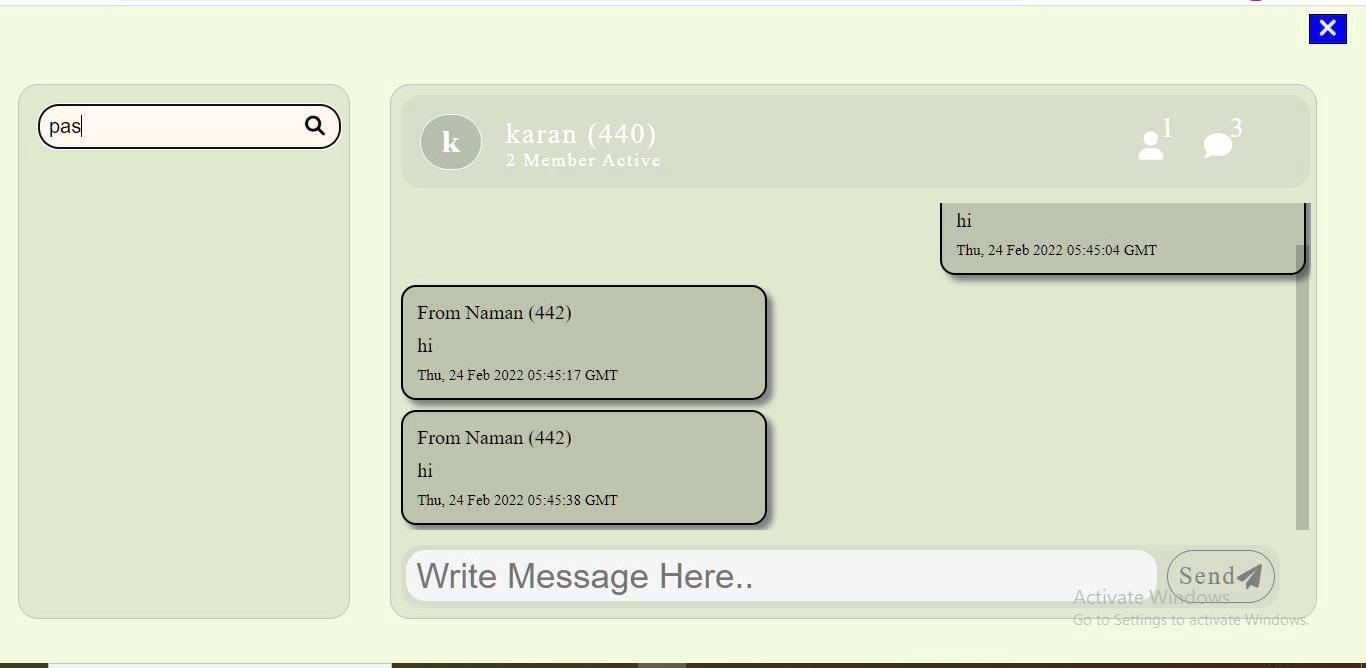 pas
k
karan (440)
2 Member Active
1
3
hi
Thu, 24 Feb 2022 05:45:04 GMT
From Naman (442)
hi
Thu, 24 Feb 2022 05:45:17 GMT
From Naman (442)
hi
Thu, 24 Feb 2022 05:45:38 GMT
Write Message Here..
Send
Activate Windows
Go to Settings to activate Windows.